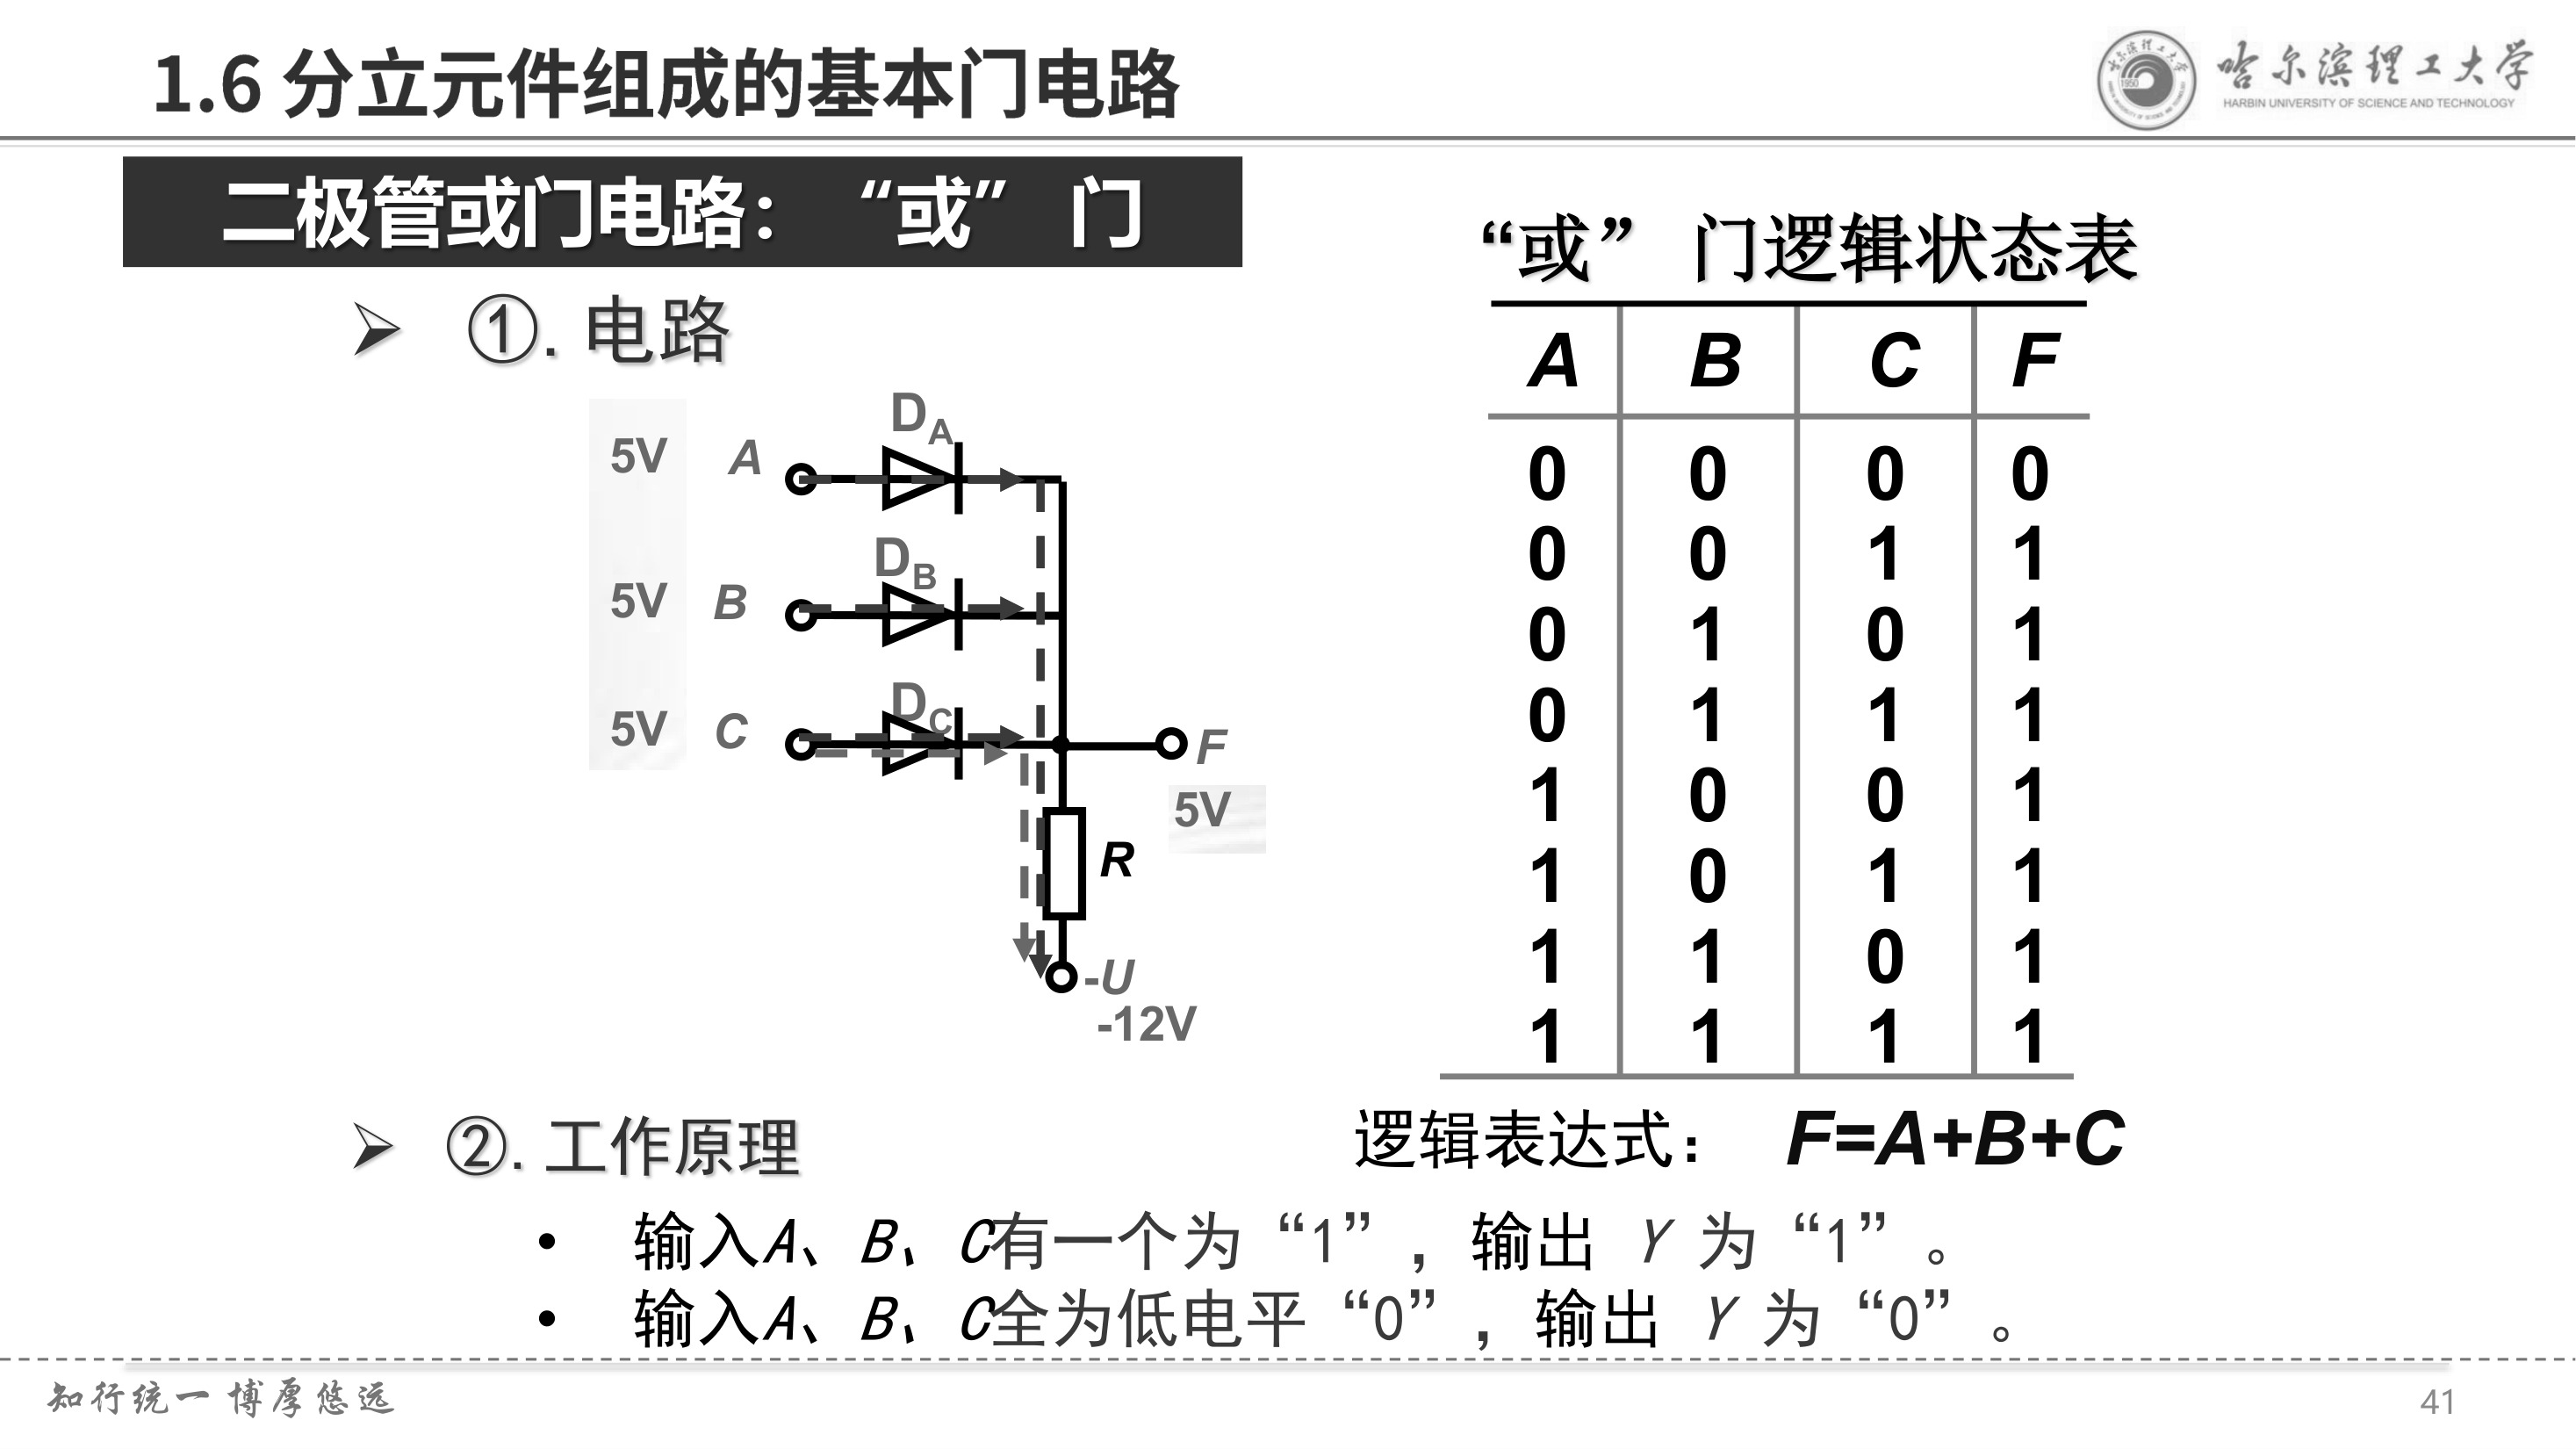 1.6 分立元件组成的基本门电路
哈尔滨理工大学
HARBIN UNIVERSITY OF SCIENCE AND TECHNOLOGY
1950
二极管或门电路：“或” 门
①. 电路
5V A DA
5V B DB
5V C DC
F
5V
R
-U
-12V
“或” 门逻辑状态表
A B C F
0 0 0 0
0 0 1 1
0 1 0 1
0 1 1 1
1 0 0 1
1 0 1 1
1 1 0 1
1 1 1 1
逻辑表达式： F=A+B+C
②. 工作原理
• 输入A、B、C有一个为“1”，输出 Y 为“1”。
• 输入A、B、C全为低电平“0”，输出 Y 为“0”。
知行统一 博厚悠远
41